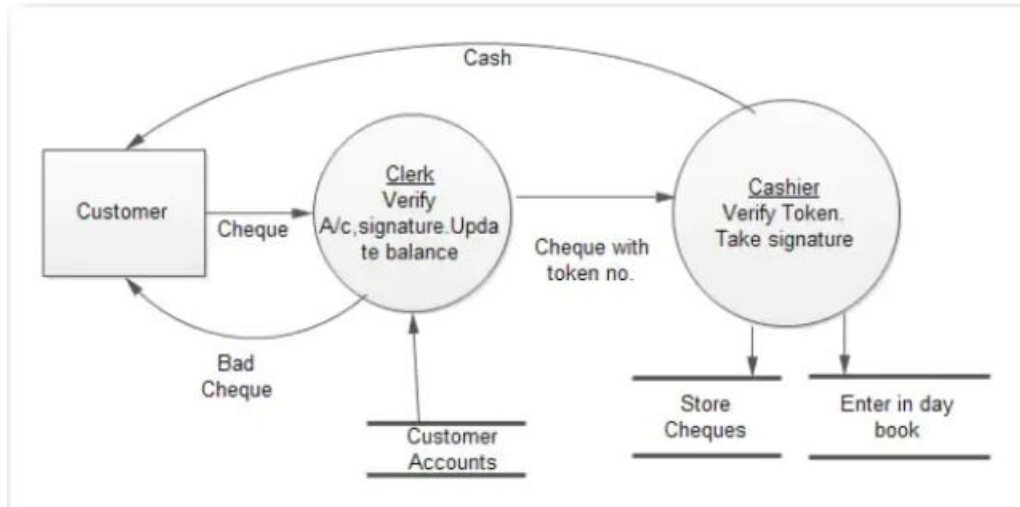 Cash
Customer
Cheque
Clerk
Verify
A/c,signature.Upda
te balance
Cheque with
token no.
Cashier
Verify Token.
Take signature
Bad
Cheque
Customer
Accounts
Store
Cheques
Enter in day
book